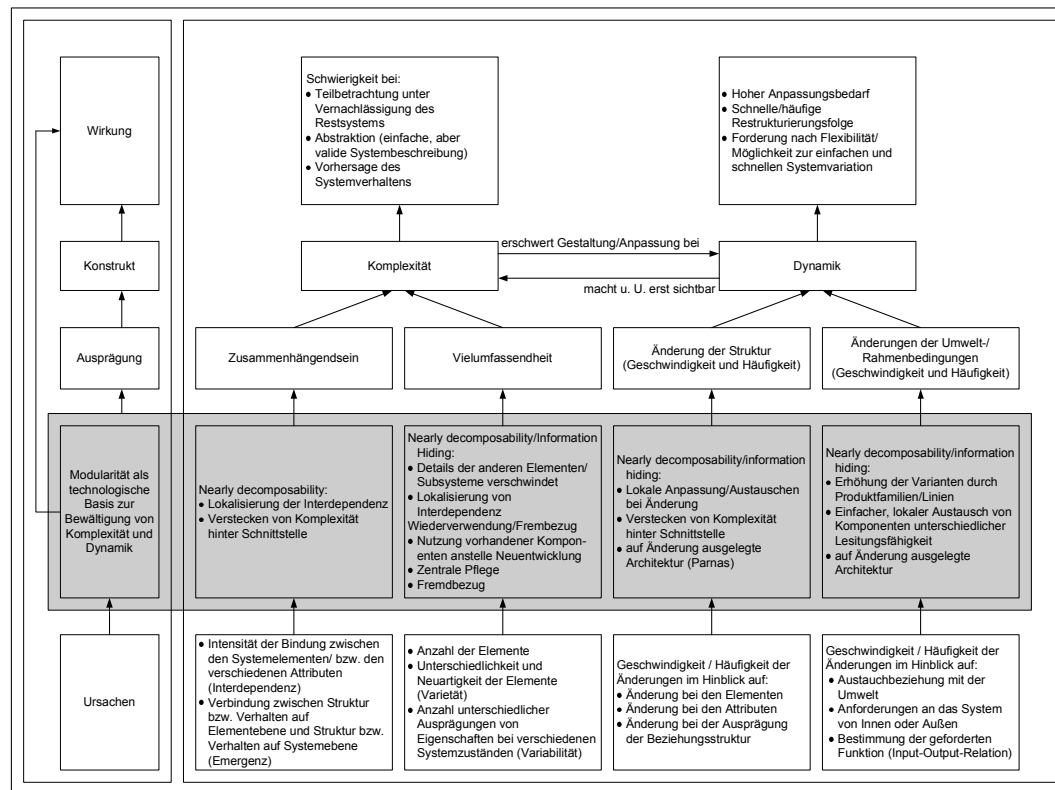 Wirkung
Schwierigkeit bei:
● Teilbetrachtung unter
Vernachlässigung des
Restsystems
● Abstraktion (einfache, aber
valide Systembeschreibung)
● Vorhersage des
Systemverhaltens
● Hoher Anpassungsbedarf
● Schnelle/häufige
Restrukturierungsfolge
● Forderung nach Flexibilität/
Möglichkeit zur einfachen und
schnellen Systemvariation
Konstrukt
Komplexität
erschwert Gestaltung/Anpassung bei
macht u. U. erst sichtbar
Dynamik
Ausprägung
Zusammenhängendsein
Vielumfassendheit
Änderung der Struktur
(Geschwindigkeit und Häufigkeit)
Änderungen der Umwelt-/
Rahmenbedingungen
(Geschwindigkeit und Häufigkeit)
Modularität als
technologische
Basis zur
Bewältigung von
Komplexität und
Dynamik
Nearly decomposability:
● Lokalisierung der Interdependenz
● Verstecken von Komplexität
hinter Schnittstelle
Nearly decomposability/Information
Hiding:
● Details der anderen Elementen/
Subsysteme verschwindet
● Lokalisierung von
Interdependenz
Wiederverwendung/Frembezug
● Nutzung vorhandener Kompon-
enten anstelle Neuentwicklung
● Zentrale Pflege
● Fremdbezug
Nearly decomposability/information
hiding:
● Lokale Anpassung/Austauschen
bei Änderung
● Verstecken von Komplexität
hinter Schnittstelle
● auf Änderung ausgelegte
Architektur (Parnas)
Nearly decomposability/information
hiding:
● Erhöhung der Varianten durch
Produktfamilien/Linien
● Einfacher, lokaler Austausch von
Komponenten unterschiedlicher
Lesitungsfähigkeit
● auf Änderung ausgelegte
Architektur
Ursachen
● Intensität der Bindung zwischen
den Systemelementen/ bzw. den
verschiedenen Attributen
(Interdependenz)
● Verbindung zwischen Struktur
bzw. Verhalten auf
Elementebene und Struktur bzw.
Verhalten auf Systemebene
(Emergenz)
● Anzahl der Elemente
● Unterschiedlichkeit und
Neuartigkeit der Elemente
(Varietät)
● Anzahl unterschiedlicher
Ausprägungen von
Eigenschaften bei verschiedenen
Systemzuständen (Variabilität)
Geschwindigkeit / Häufigkeit der
Änderungen im Hinblick auf:
● Änderung bei den Elementen
● Änderung bei den Attributen
● Änderung bei der Ausprägung
der Beziehungsstruktur
Geschwindigkeit / Häufigkeit der
Änderungen im Hinblick auf:
● Austauchbeziehung mit der
Umwelt
● Anforderungen an das System
von Innen oder Außen
● Bestimmung der geforderten
Funktion (Input-Output-Relation)